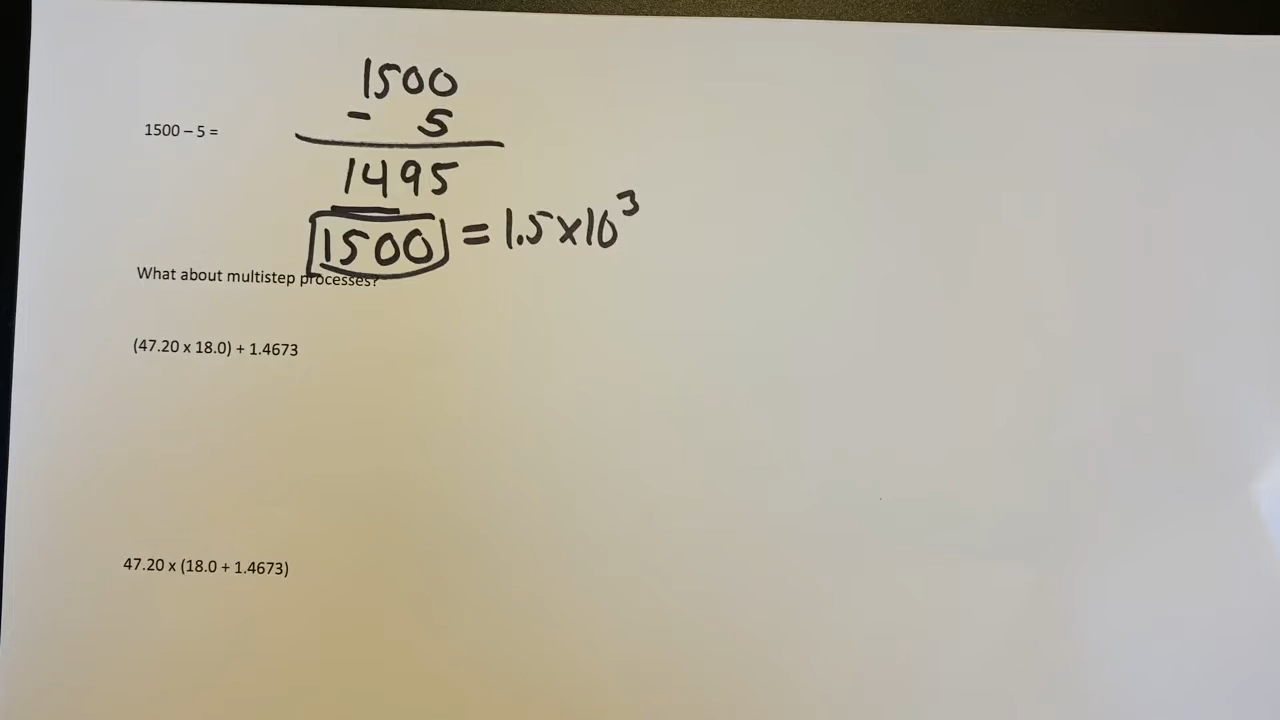 1500
1500 – 5 =
- 5
1495
1500 = 1.5x10³
What about multistep processes?
(47.20 x 18.0) + 1.4673
47.20 x (18.0 + 1.4673)